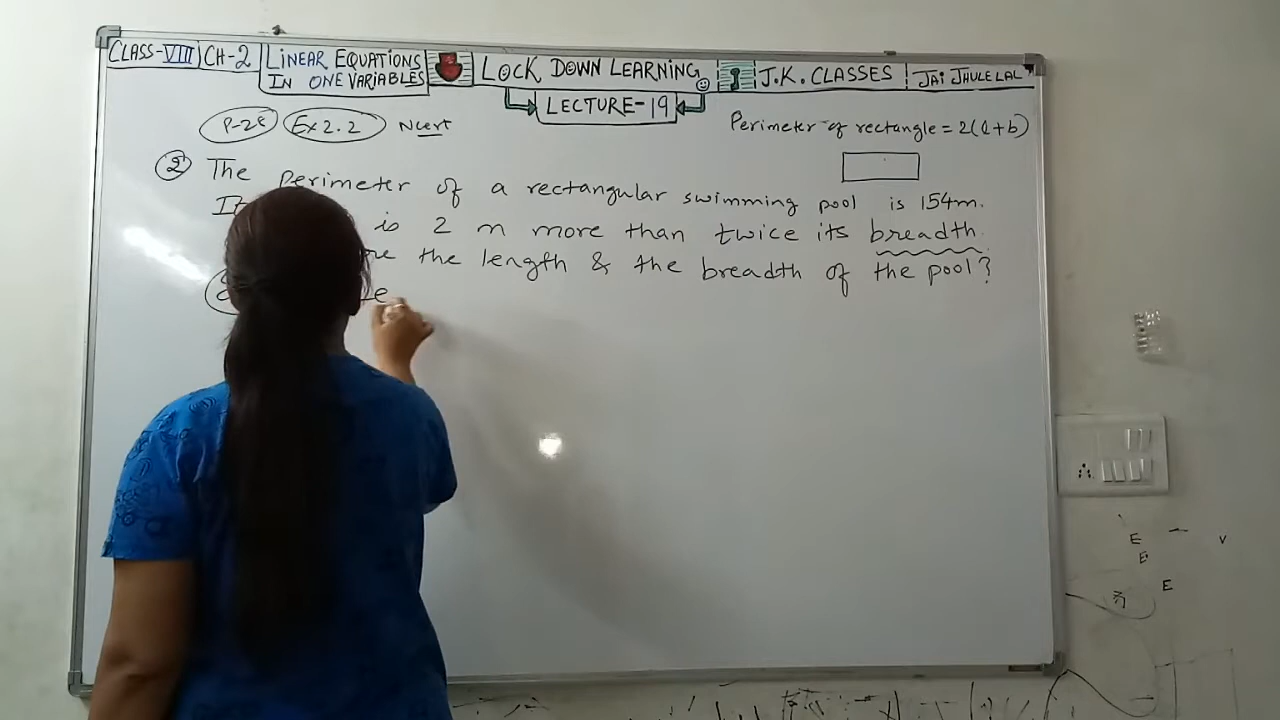 CLASS-VIII CH-2 LINEAR EQUATIONS IN ONE VARIABLES LOCK DOWN LEARNING J.K. CLASSES JAI JHULELAL
LECTURE-19
P-28 Ex 2.2 Ncert Perimeter of rectangle = 2(l+b)
② The perimeter of a rectangular swimming pool is 154m.
is 2 m more than twice its breadth.
the length & the breadth of the pool?